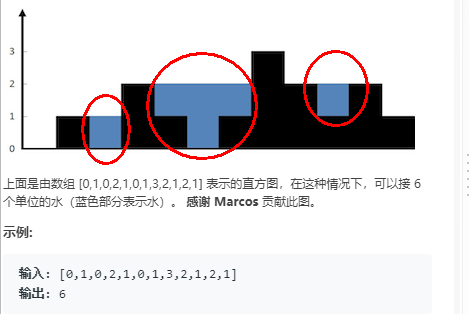 3
2
1
0
上面是由数组 [0,1,0,2,1,0,1,3,2,1,2,1] 表示的直方图，在这种情况下，可以接 6
个单位的水（蓝色部分表示水）。 感谢 Marcos 贡献此图。
示例:
输入: [0,1,0,2,1,0,1,3,2,1,2,1]
输出: 6